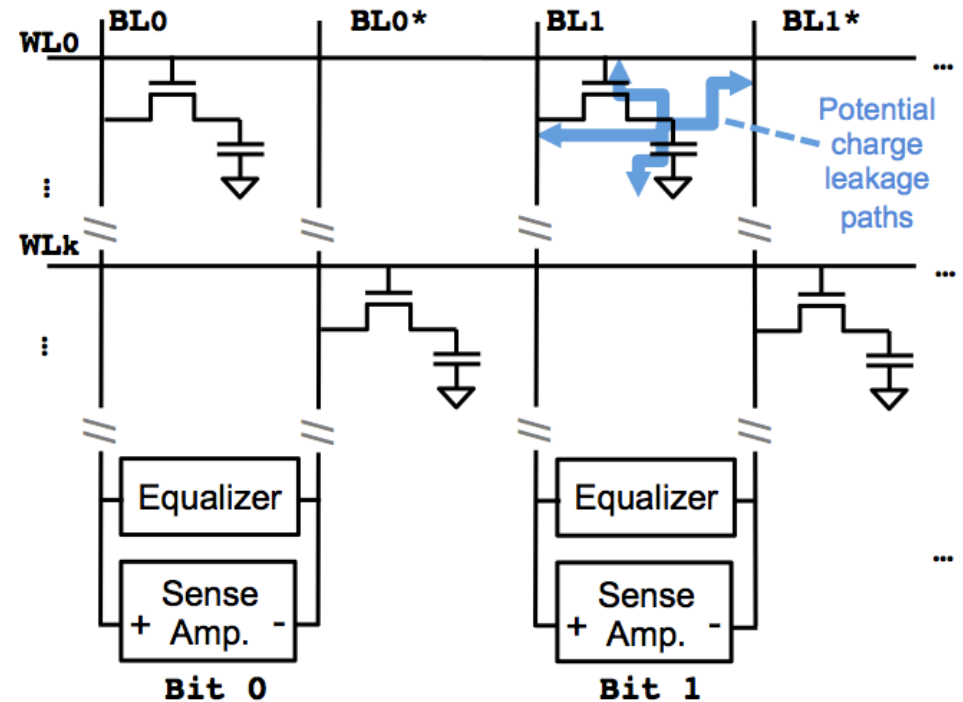 BL0
BL0*
BL1
BL1*
WL0
...
Potential
charge
leakage
paths
...
WLk
...
...
Equalizer
Equalizer
...
Sense
Amp.
+
-
Sense
Amp.
+
-
Bit 0
Bit 1